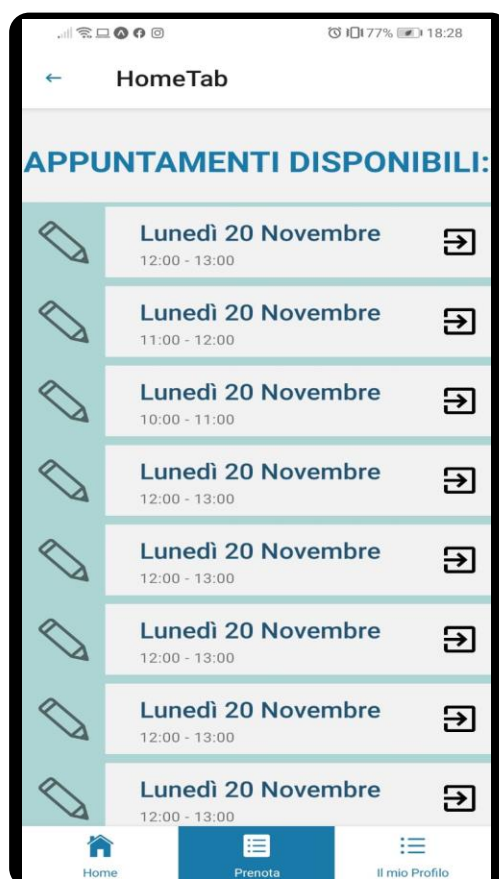 77% 18:28
HomeTab
APPUNTAMENTI DISPONIBILI:
Lunedì 20 Novembre
12:00 - 13:00
Lunedì 20 Novembre
11:00 - 12:00
Lunedì 20 Novembre
10:00 - 11:00
Lunedì 20 Novembre
12:00 - 13:00
Lunedì 20 Novembre
12:00 - 13:00
Lunedì 20 Novembre
12:00 - 13:00
Lunedì 20 Novembre
12:00 - 13:00
Lunedì 20 Novembre
12:00 - 13:00
Home Prenota Il mio Profilo